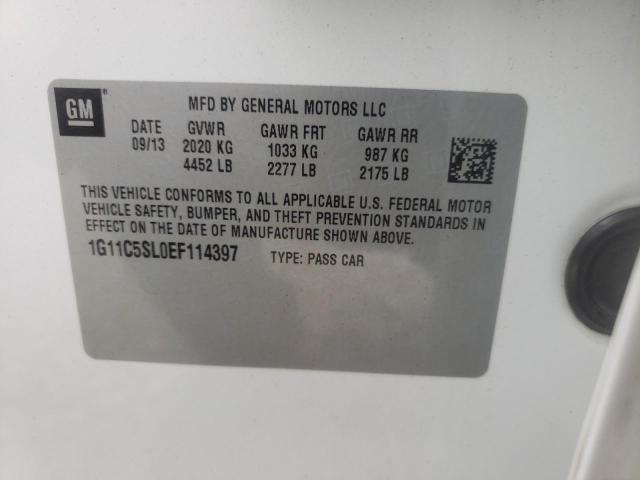 GM®
MFD BY GENERAL MOTORS LLC
DATE GVWR GAWR FRT GAWR RR
09/13 2020 KG 1033 KG 987 KG
4452 LB 2277 LB 2175 LB
THIS VEHICLE CONFORMS TO ALL APPLICABLE U.S. FEDERAL MOTOR
VEHICLE SAFETY, BUMPER, AND THEFT PREVENTION STANDARDS IN
EFFECT ON THE DATE OF MANUFACTURE SHOWN ABOVE.
1G11C5SL0EF114397 TYPE: PASS CAR